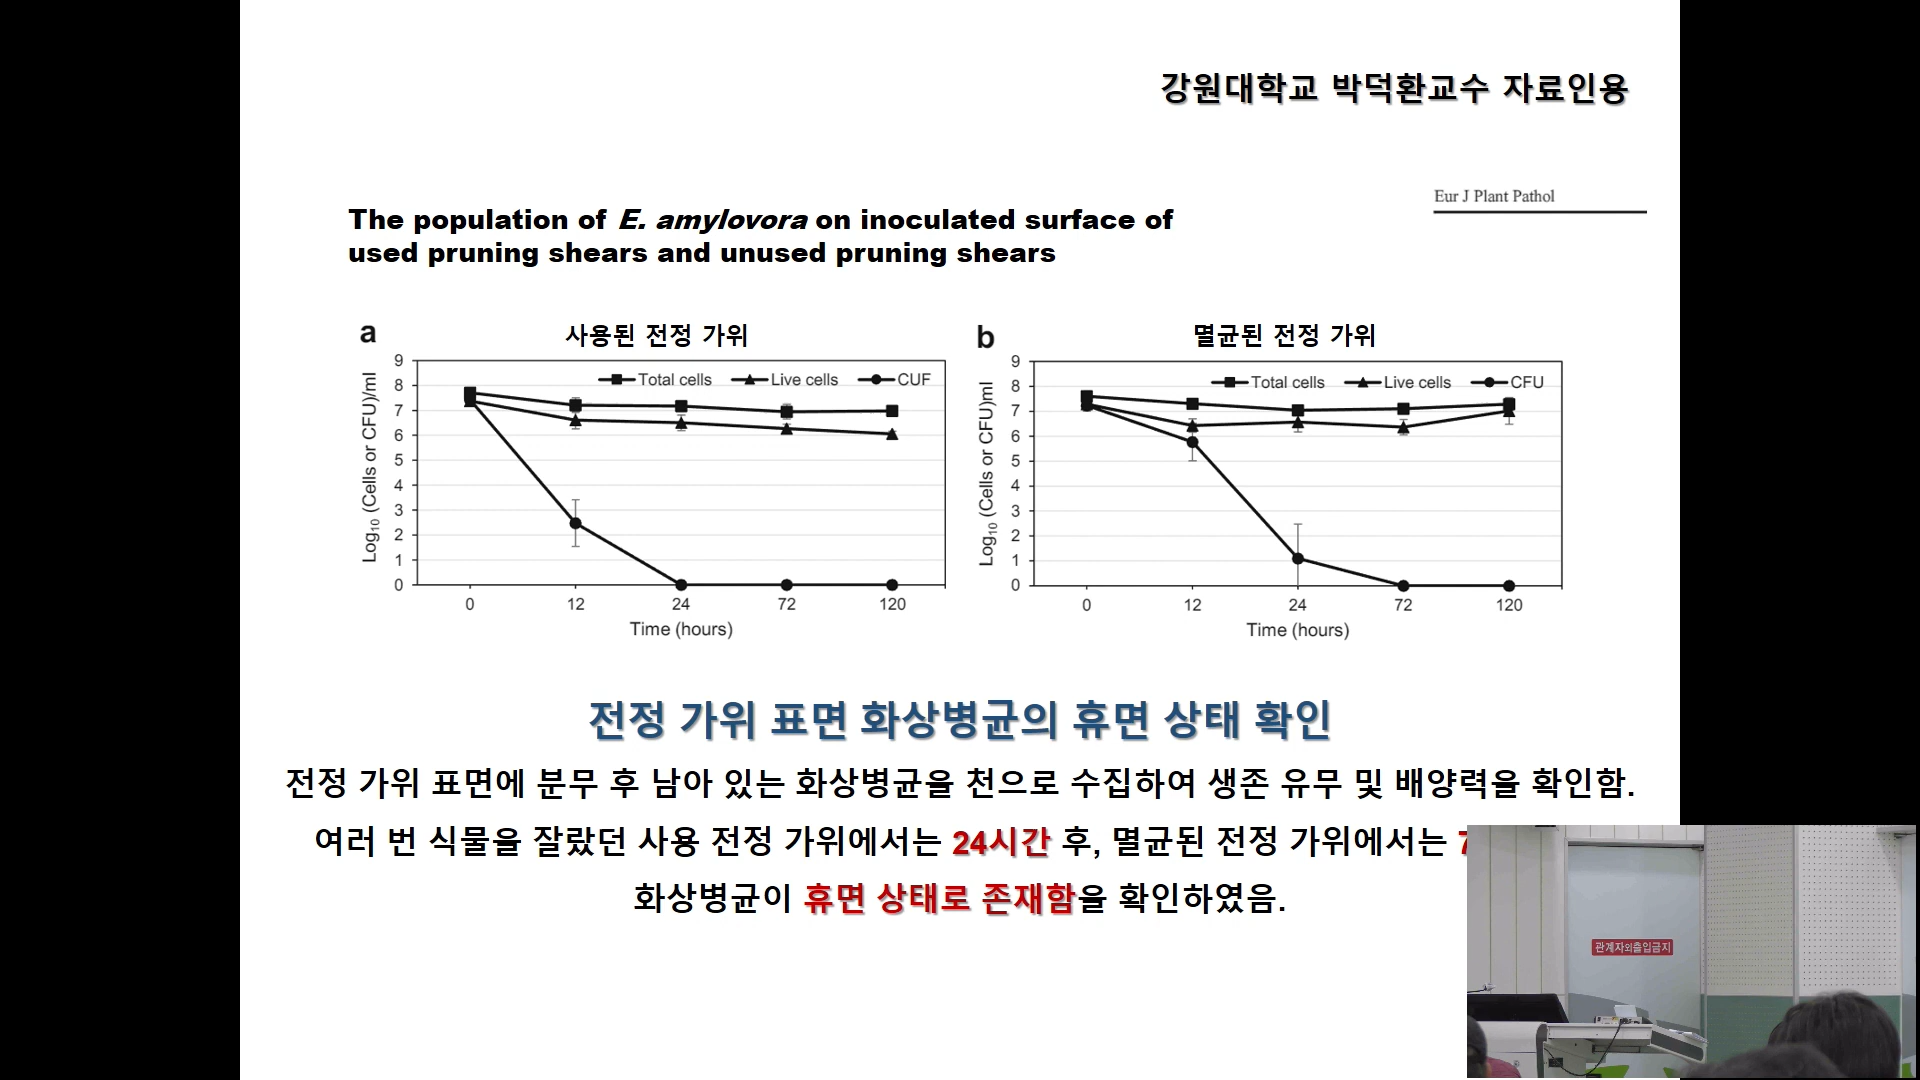 강원대학교 박덕환교수 자료인용
Eur J Plant Pathol
The population of E. amylovora on inoculated surface of
used pruning shears and unused pruning shears
a
사용된 전정 가위
Total cells
Live cells
CUF
Log10 (Cells or CFU)/ml
9
8
7
6
5
4
3
2
1
0
0
12
24
72
120
Time (hours)
b
멸균된 전정 가위
Total cells
Live cells
CFU
Log10 (Cells or CFU)ml
9
8
7
6
5
4
3
2
1
0
0
12
24
72
120
Time (hours)
전정 가위 표면 화상병균의 휴면 상태 확인
전정 가위 표면에 분무 후 남아 있는 화상병균을 천으로 수집하여 생존 유무 및 배양력을 확인함.
여러 번 식물을 잘랐던 사용 전정 가위에서는 24시간 후, 멸균된 전정 가위에서는
화상병균이 휴면 상태로 존재함을 확인하였음.
관계자외출입금지